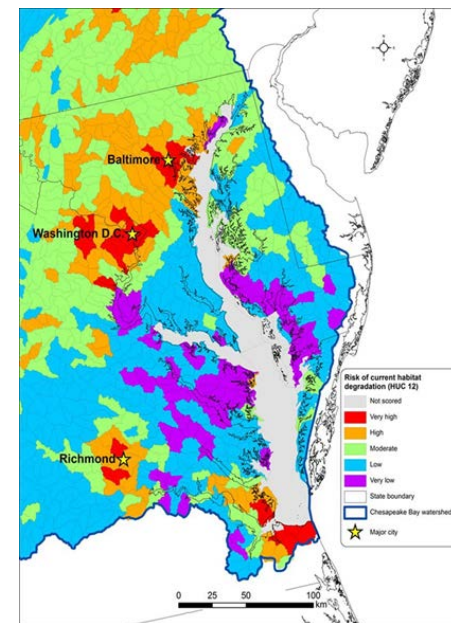 Baltimore
Washington D.C.
Richmond
Risk of current habitat
degradation (HUC 12)
Not scored
Very high
High
Moderate
Low
Very low
State boundary
Chesapeake Bay watershed
Major city
0 50 100
km